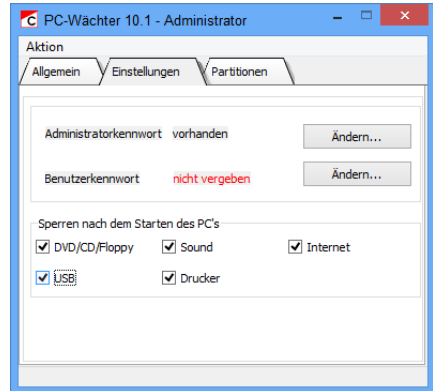 C PC-Wächter 10.1 - Administrator
Aktion
Allgemein Einstellungen Partitionen
Administratorkennwort vorhanden Ändern...
Benutzerkennwort nicht vergeben Ändern...
Sperren nach dem Starten des PC's
DVD/CD/Floppy Sound Internet
USB Drucker